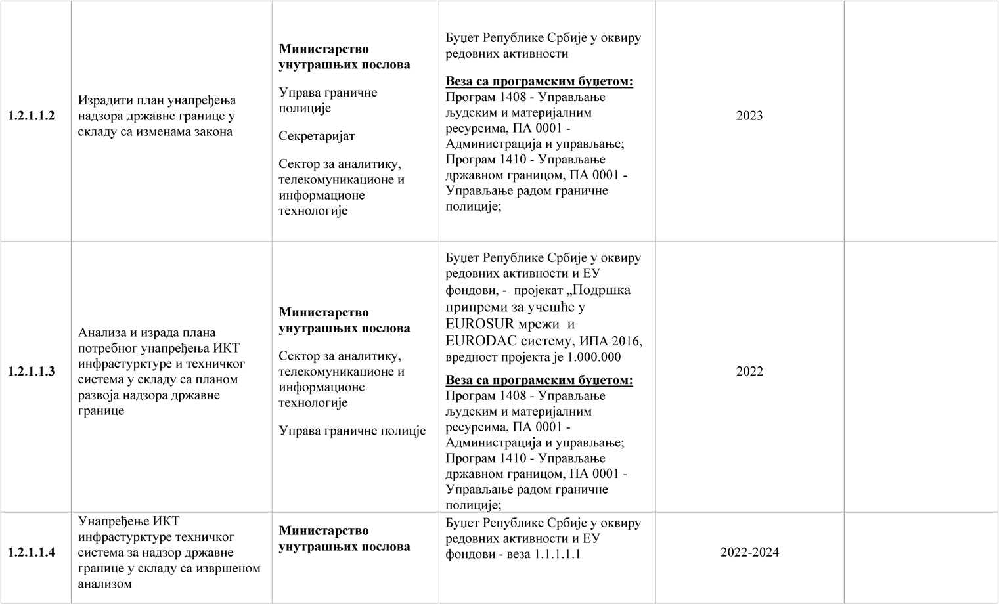 1.2.1.1.2
Израдити план унапређења
надзора државне границе у
складу са изменама закона
Министарство
унутрашњих послова
Управа граничне
полиције
Секретаријат
Сектор за аналитику,
телекомуникационе и
информационе
технологије
Буџет Републике Србије у оквиру
редовних активности
Веза са програмским буџетом:
Програм 1408 - Управљање
људским и материјалним
ресурсима, ПА 0001 -
Администрација и управљање;
Програм 1410 - Управљање
државном границом, ПА 0001 -
Управљање радом граничне
полиције;
2023
1.2.1.1.3
Анализа и израда плана
потребног унапређења ИКТ
инфрастурктуре и техничког
система у складу са планом
развоја надзора државне
границе
Министарство
унутрашњих послова
Сектор за аналитику,
телекомуникационе и
информационе
технологије
Управа граничне полицје
Буџет Републике Србије у оквиру
редовних активности и ЕУ
фондови, - пројекат „Подршка
припреми за учешће у
EUROSUR мрежи и
EURODAC систему, ИПА 2016,
вредност пројекта је 1.000.000
Веза са програмским буџетом:
Програм 1408 - Управљање
људским и материјалним
ресурсима, ПА 0001 -
Администрација и управљање;
Програм 1410 - Управљање
државном границом, ПА 0001 -
Управљање радом граничне
полиције;
2022
1.2.1.1.4
Унапређење ИКТ
инфрастурктуре техничког
система за надзор државне
границе у складу са извршеном
анализом
Министарство
унутрашњих послова
Буџет Републике Србије у оквиру
редовних активности и ЕУ
фондови - веза 1.1.1.1.1
2022-2024